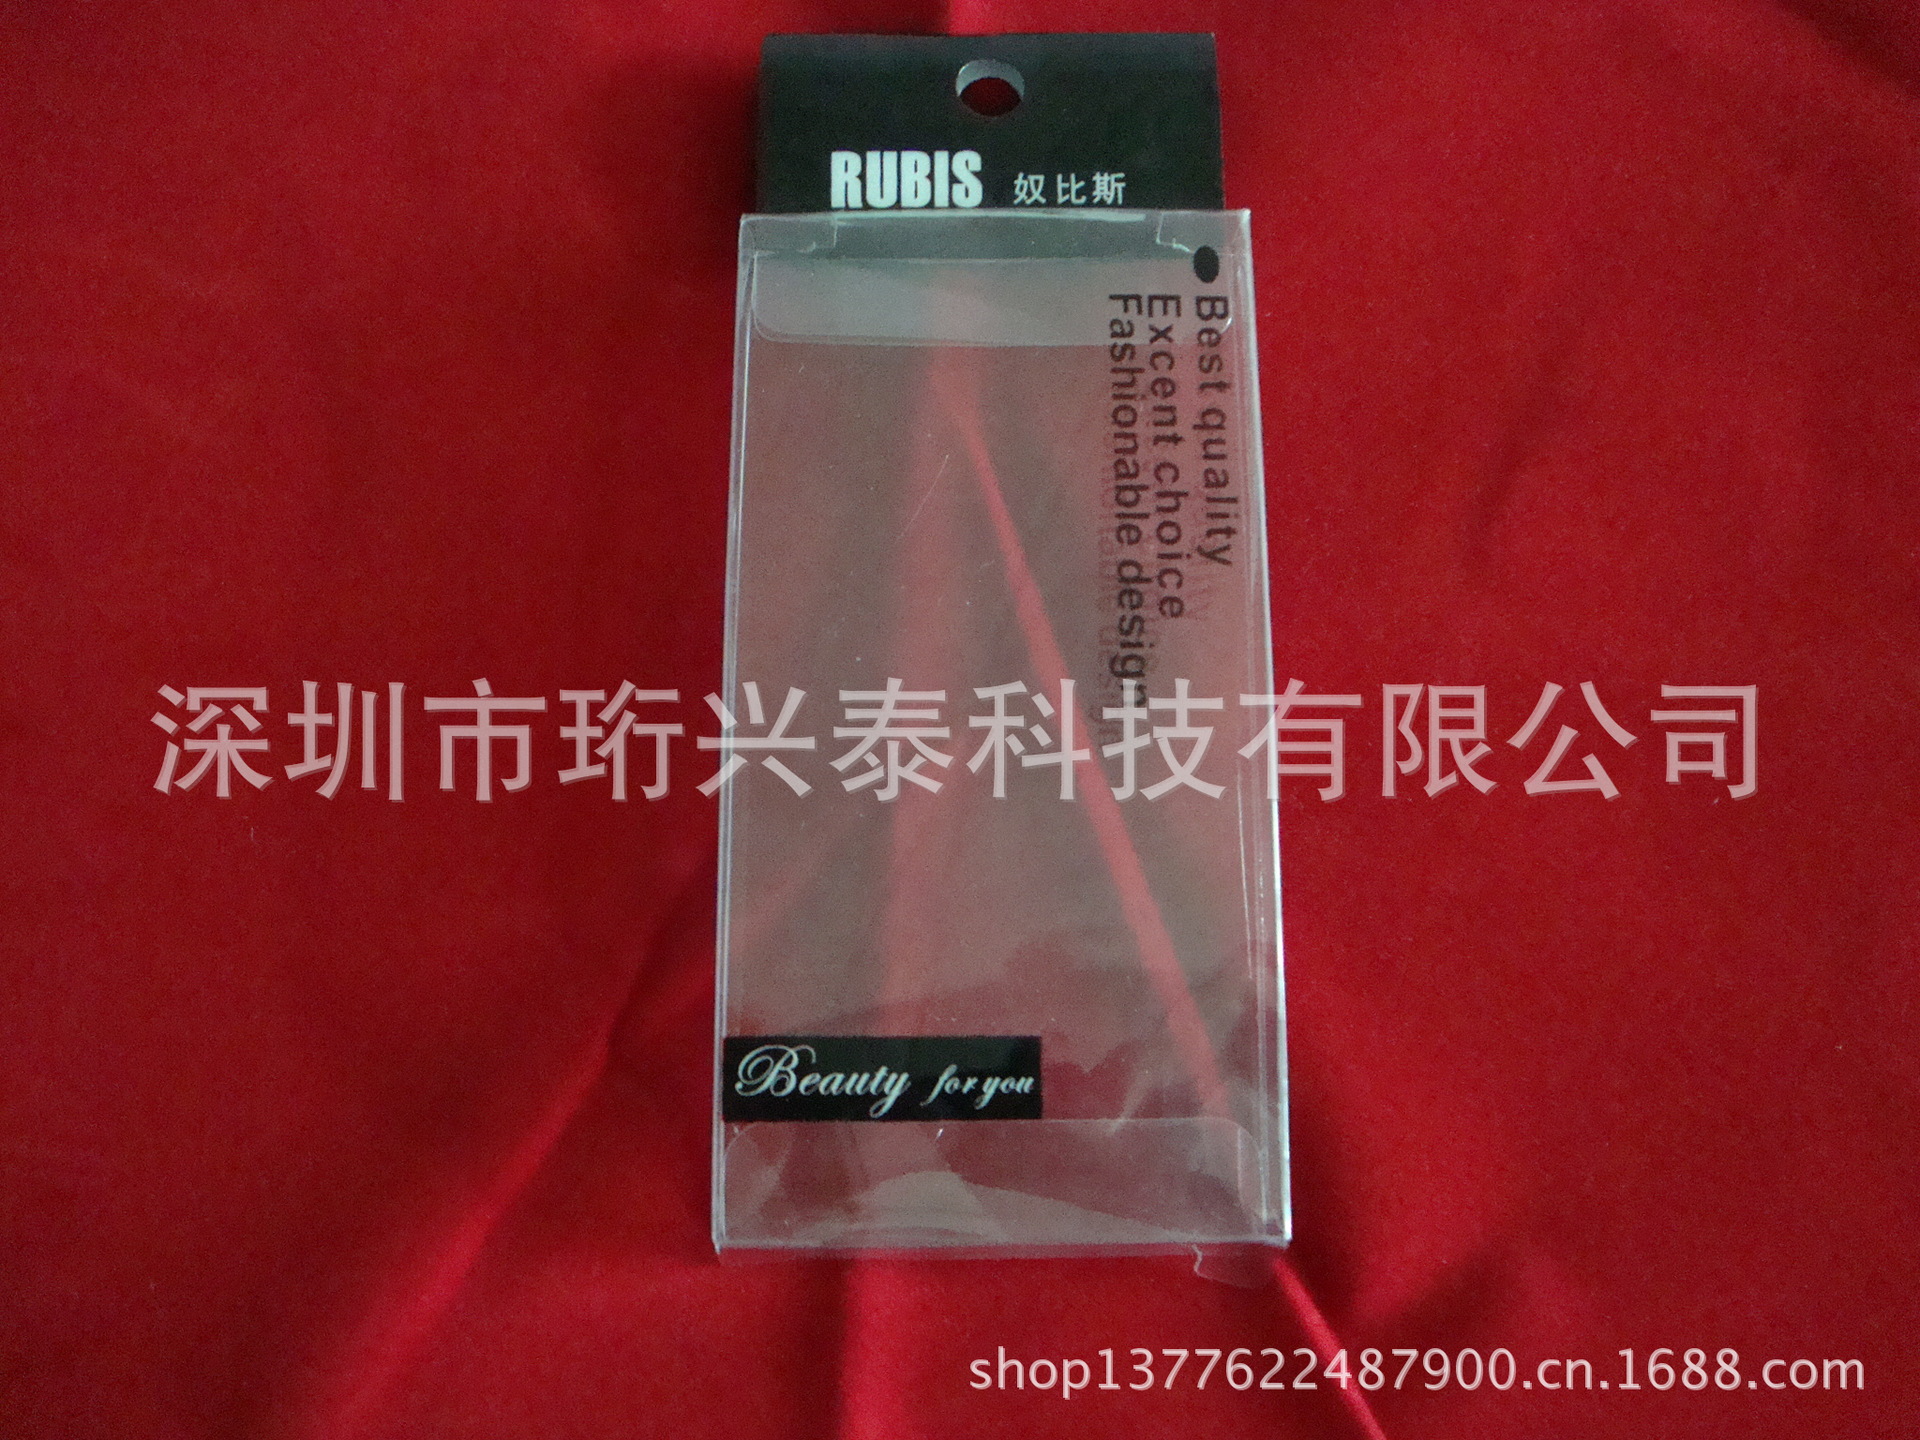 RUBIS 奴比斯
Best quality
Excent choice
Fashionable design
深圳市珩兴泰科技有限公司
Beauty for you
shop1377622487900.cn.1688.com